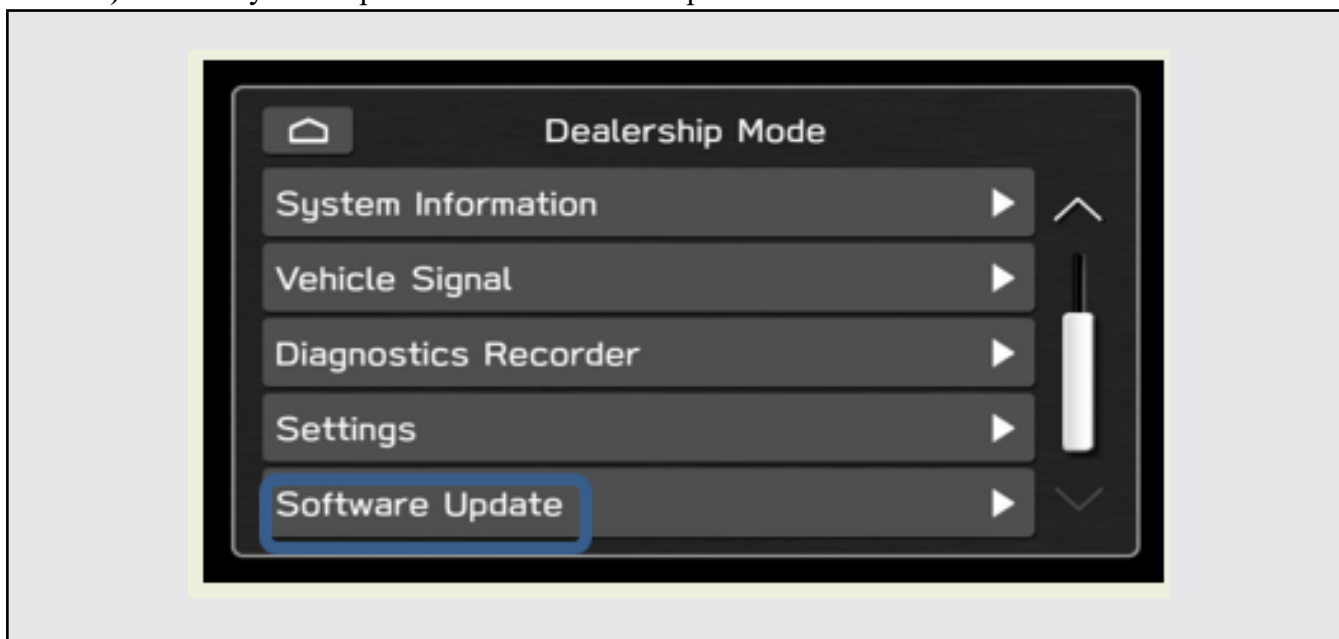 Dealership Mode
System Information
Vehicle Signal
Diagnostics Recorder
Settings
Software Update